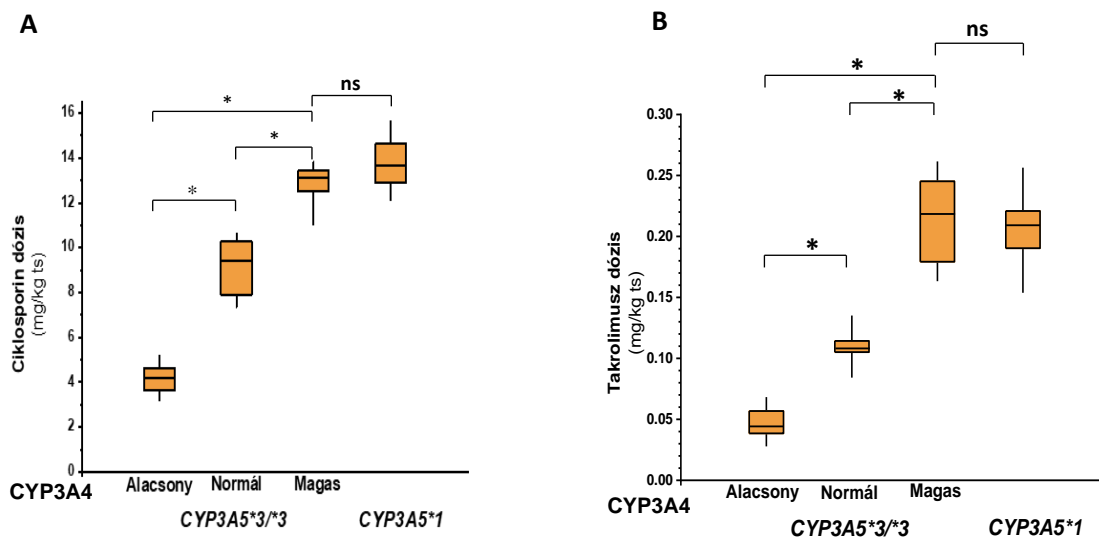 A
ns
*
*
*
Ciklosporin dózis
(mg/kg ts)
16
14
12
10
8
6
4
2
0
CYP3A4
Alacsony Normál Magas
CYP3A5*3/*3 CYP3A5*1
B
ns
*
*
*
Takrolimusz dózis
(mg/kg ts)
0.30
0.25
0.20
0.15
0.10
0.05
0.00
CYP3A4
Alacsony Normál Magas
CYP3A5*3/*3 CYP3A5*1